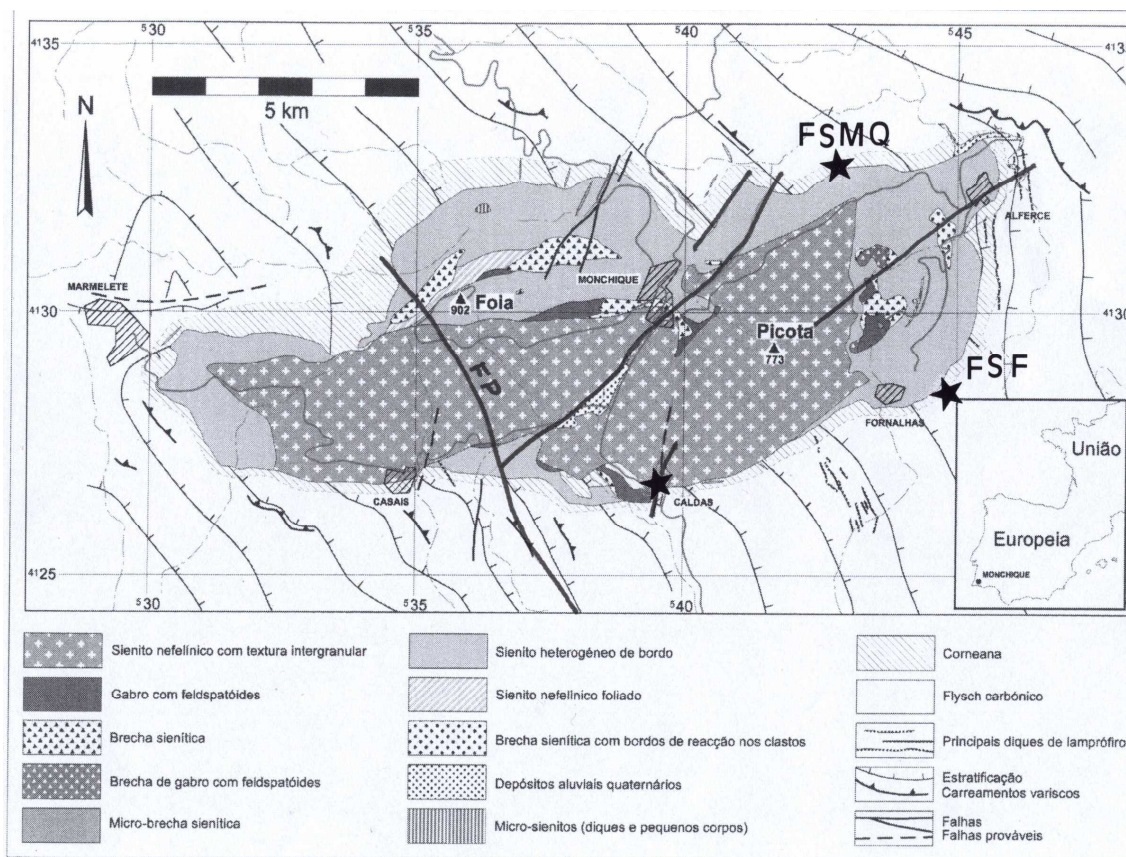 4135
530
540
545
4135
5 km
N
FSMQ
ALFERCE
MARMELETE
MONCHIQUE
4130
Foia
902
4130
Picota
773
FP
FSF
FORNALHAS
CASAIS
CALDAS
4125
530
535
540
União
Europeia
MONCHIQUE
Sienito nefelínico com textura intergranular
Gabro com feldspatóides
Brecha sienítica
Brecha de gabro com feldspatóides
Micro-brecha sienítica
Sienito heterogéneo de bordo
Sienito nefelínico foliado
Brecha sienítica com bordos de reacção nos clastos
Depósitos aluviais quaternários
Micro-sienitos (diques e pequenos corpos)
Corneana
Flysch carbónico
Principais diques de lamprófiro
Estratificação
Carreamentos variscos
Falhas
Falhas prováveis